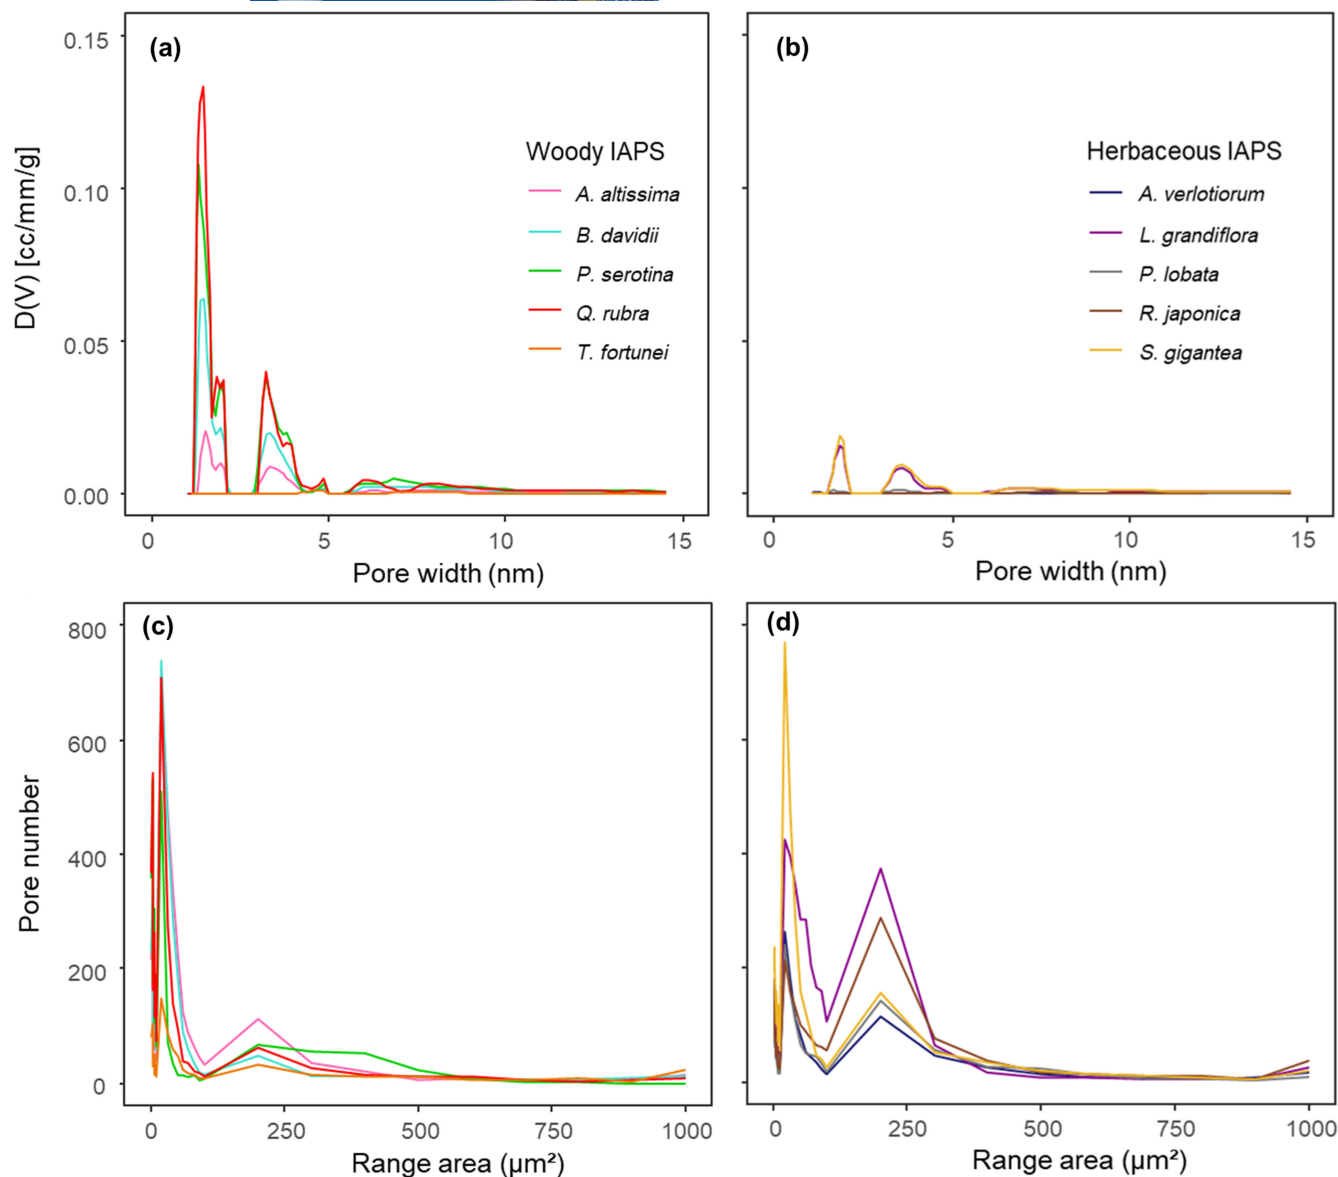 (a)
(b)
0.15
0.10
0.05
0.00
D(V) [cc/mm/g]
Woody IAPS
A. altissima
B. davidii
P. serotina
Q. rubra
T. fortunei
Herbaceous IAPS
A. verlotiorum
L. grandiflora
P. lobata
R. japonica
S. gigantea
0 5 10 15
Pore width (nm)
0 5 10 15
Pore width (nm)
(c)
(d)
800
600
400
200
0
Pore number
0 250 500 750 1000
Range area (μm²)
0 250 500 750 1000
Range area (μm²)